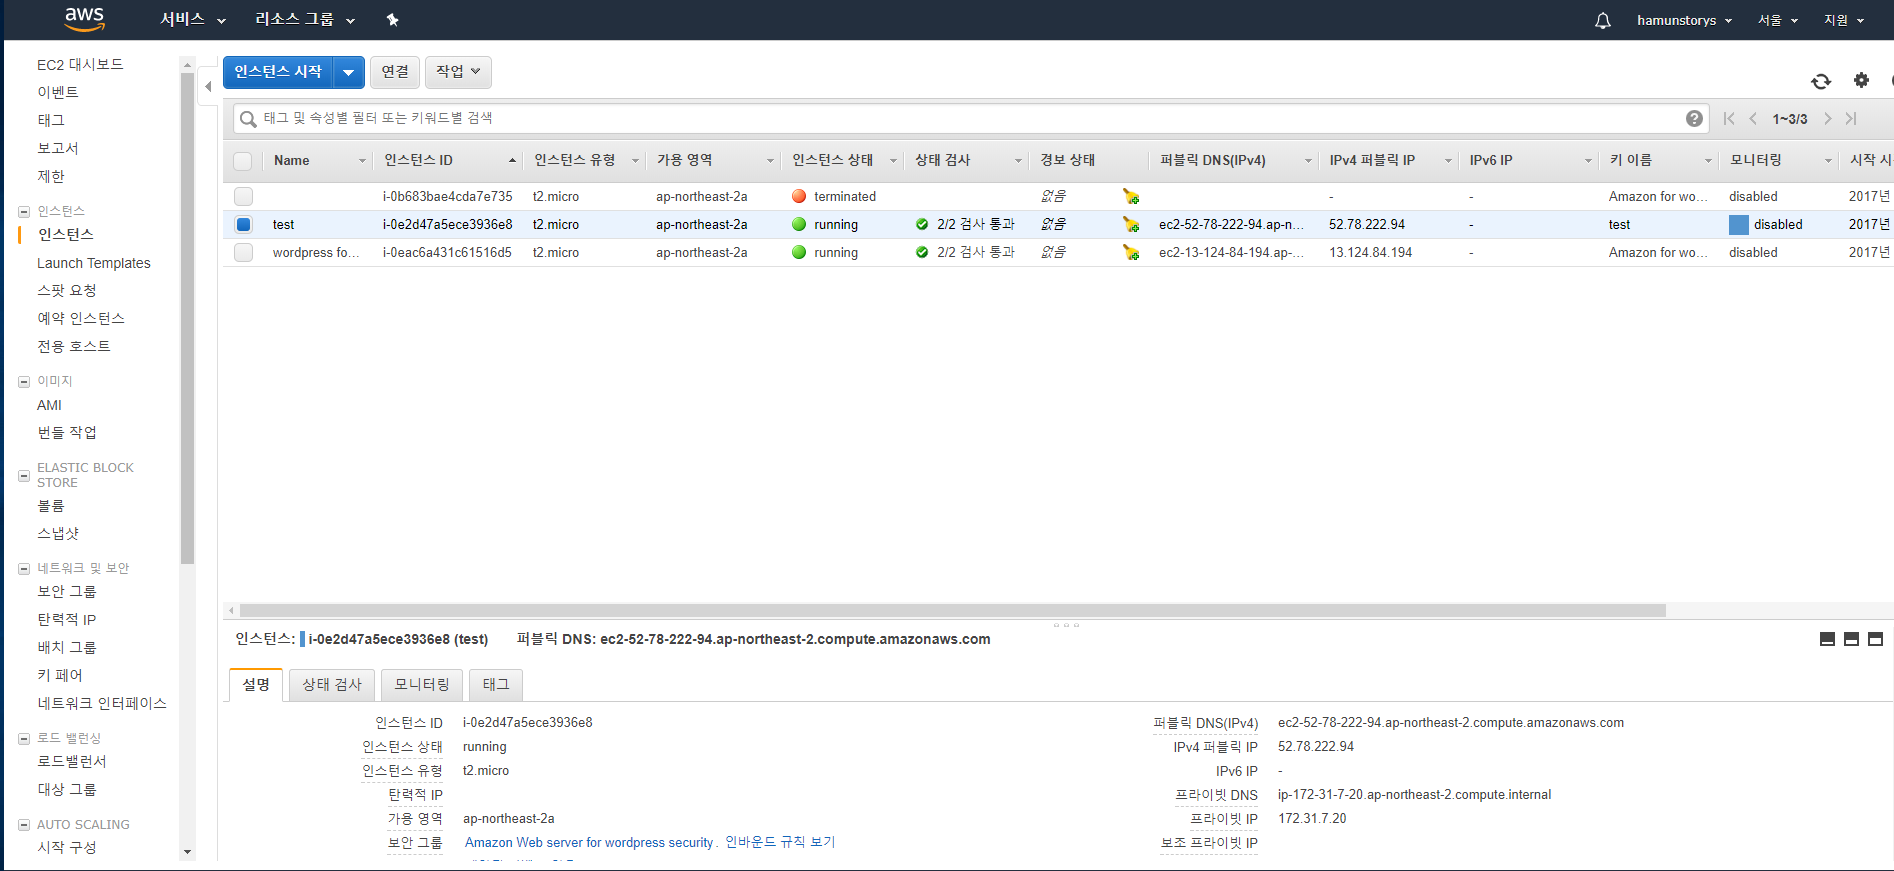 aws 서비스 리소스 그룹 hamunstorys 서울 지원
EC2 대시보드
이벤트
태그
보고서
제한
인스턴스
인스턴스
Launch Templates
스팟 요청
예약 인스턴스
전용 호스트
이미지
AMI
번들 작업
ELASTIC BLOCK
STORE
볼륨
스냅샷
네트워크 및 보안
보안 그룹
탄력적 IP
배치 그룹
키 페어
네트워크 인터페이스
로드 밸런싱
로드밸런서
대상 그룹
AUTO SCALING
시작 구성
인스턴스 시작 연결 작업
태그 및 속성별 필터 또는 키워드별 검색 1~3/3
Name 인스턴스 ID 인스턴스 유형 가용 영역 인스턴스 상태 상태 검사 경보 상태 퍼블릭 DNS(IPv4) IPv4 퍼블릭 IP IPv6 IP 키 이름 모니터링 시작
i-0b683bae4cda7e735 t2.micro ap-northeast-2a terminated 없음 - - Amazon for wo... disabled 2017년
test i-0e2d47a5ece3936e8 t2.micro ap-northeast-2a running 2/2 검사 통과 없음 ec2-52-78-222-94.ap-n... 52.78.222.94 - test disabled 2017년
wordpress fo... i-0eac6a431c61516d5 t2.micro ap-northeast-2a running 2/2 검사 통과 없음 ec2-13-124-84-194.ap-... 13.124.84.194 - Amazon for wo... disabled 2017년
인스턴스: i-0e2d47a5ece3936e8 (test) 퍼블릭 DNS: ec2-52-78-222-94.ap-northeast-2.compute.amazonaws.com
설명 상태 검사 모니터링 태그
인스턴스 ID i-0e2d47a5ece3936e8
인스턴스 상태 running
인스턴스 유형 t2.micro
탄력적 IP
가용 영역 ap-northeast-2a
보안 그룹 Amazon Web server for wordpress security. 인바운드 규칙 보기
퍼블릭 DNS(IPv4) ec2-52-78-222-94.ap-northeast-2.compute.amazonaws.com
IPv4 퍼블릭 IP 52.78.222.94
IPv6 IP -
프라이빗 DNS ip-172-31-7-20.ap-northeast-2.compute.internal
프라이빗 IP 172.31.7.20
보조 프라이빗 IP